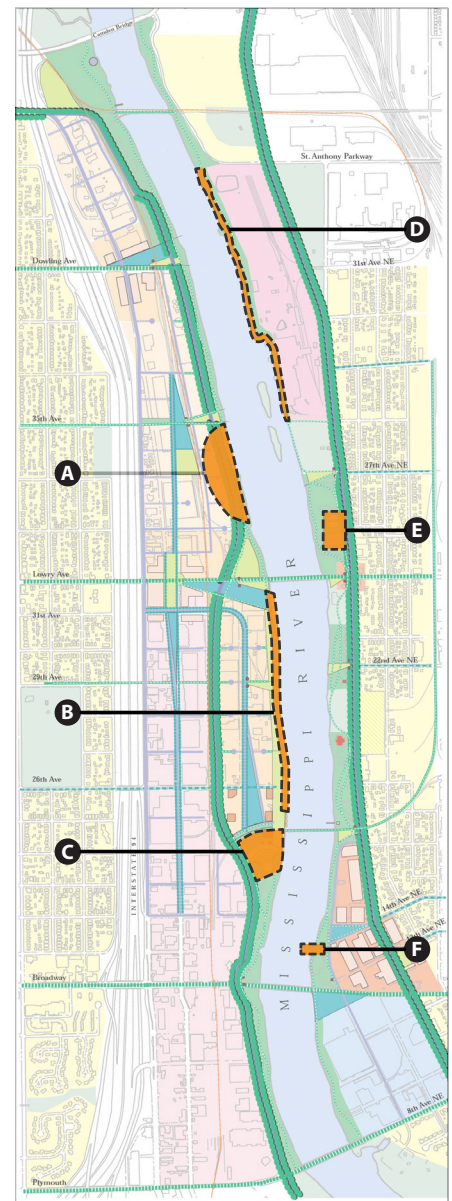 Camden Bridge
St. Anthony Parkway
D
Dowling Ave
31st Ave NE
35th Ave
A
27th Ave NE
E
Lowry Ave
31st Ave
22nd Ave NE
29th Ave
B
26th Ave
MISSISSIPPI RIVER
C
INTERSTATE 94
14th Ave NE
F
Broadway
8th Ave NE
Plymouth